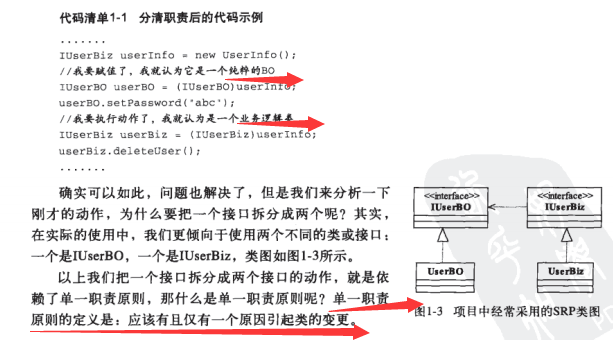 代码清单1-1 分清职责后的代码示例
.......
IUserBiz userInfo = new UserInfo();
//我要赋值了，我就认为它是一个纯粹的BO
IUserBO userBO = (IUserBO)userInfo;
userBO.setPassword("abc");
//我要执行动作了，我就认为是一个业务逻辑类
IUserBiz userBiz = (IUserBiz)userInfo;
userBiz.deleteUser();
.......
确实可以如此，问题也解决了，但是我们来分析一下
刚才的动作，为什么要把一个接口拆分成两个呢？其实，
在实际的使用中，我们更倾向于使用两个不同的类或接口：
一个是IUserBO，一个是IUserBiz，类图如图1-3所示。
以上我们把一个接口拆分成两个接口的动作，就是依
赖了单一职责原则，那什么是单一职责原则呢？单一职责
原则的定义是：应该有且仅有一个原因引起类的变更。
<<interface>>
IUserBO
<<interface>>
IUserBiz
UserBO
UserBiz
图1-3 项目中经常采用的SRP类图